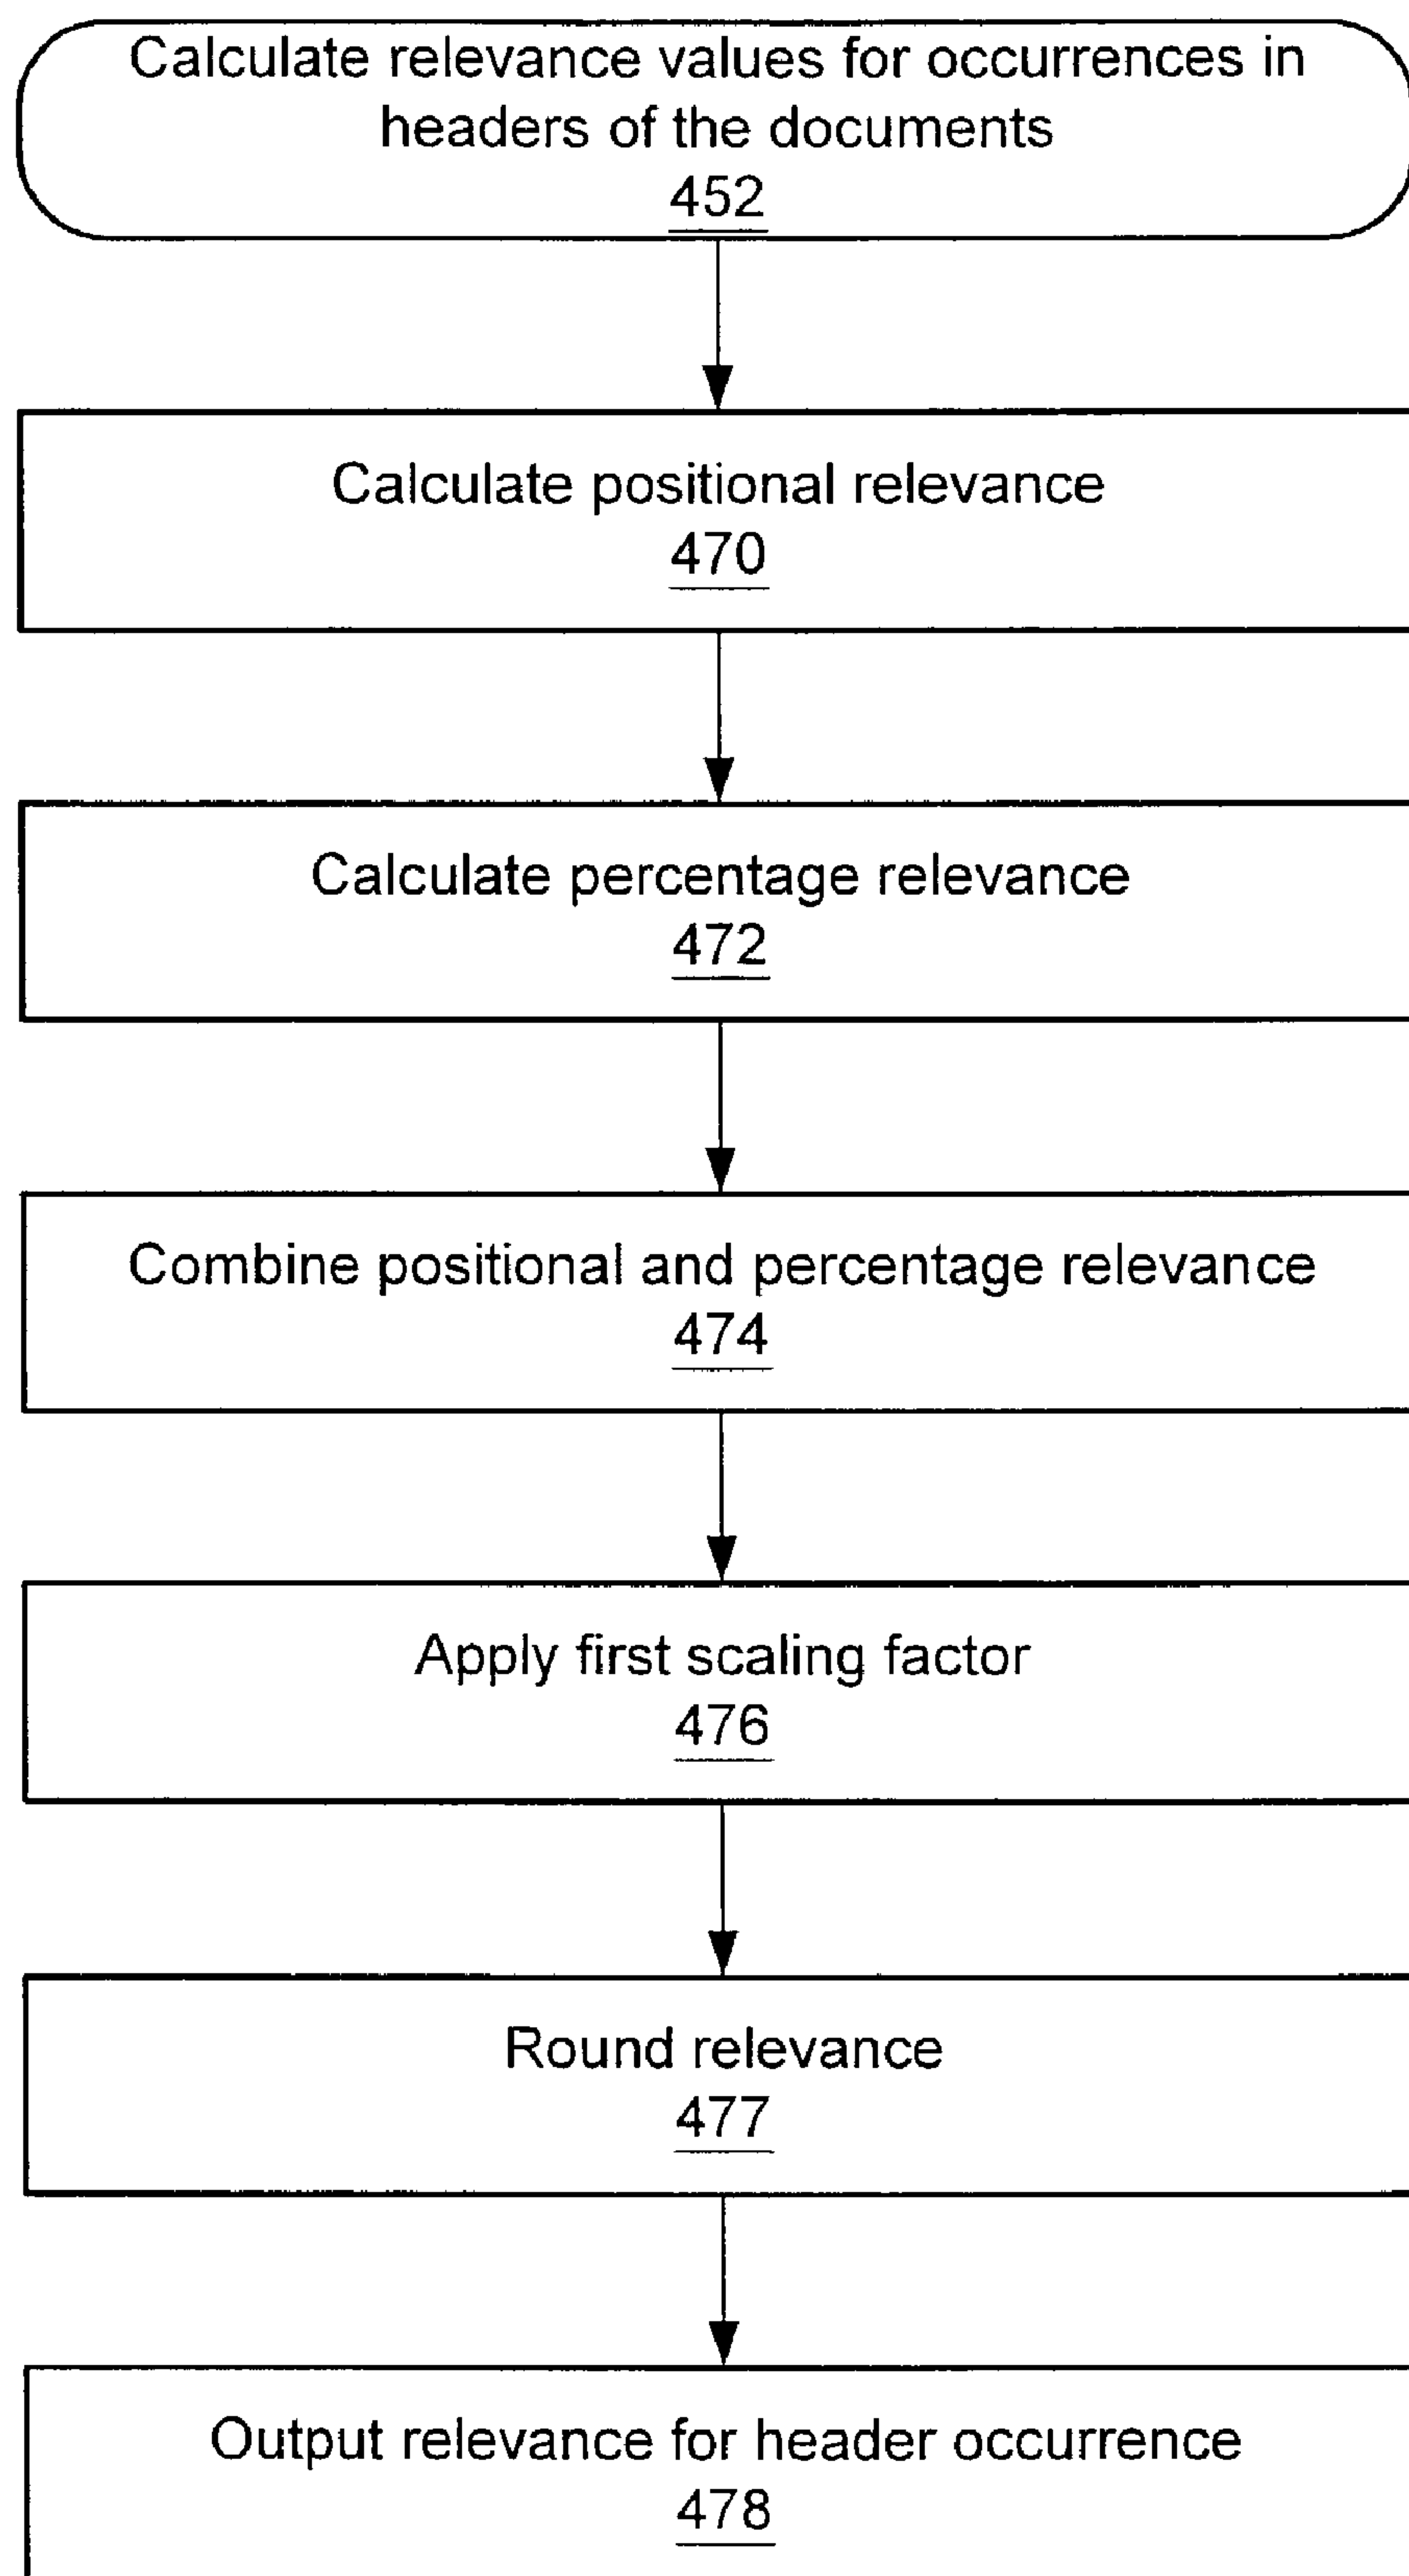 Calculate relevance values for occurrences in
headers of the documents
452
Calculate positional relevance
470
Calculate percentage relevance
472
Combine positional and percentage relevance
474
Apply first scaling factor
476
Round relevance
477
Output relevance for header occurrence
478